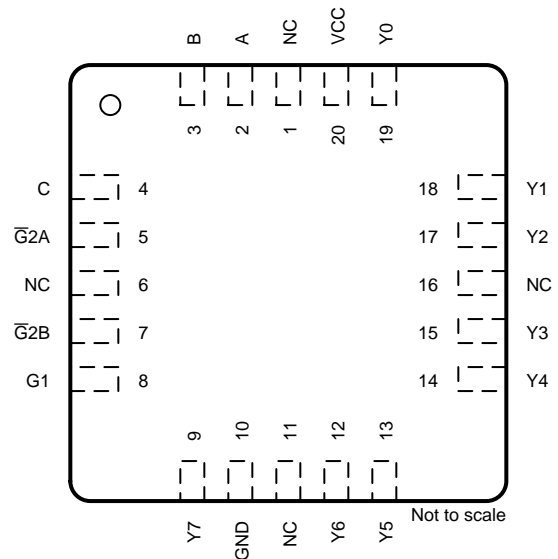 B A NC VCC Y0
3 2 1 20 19
C 4 18 Y1
G̅2A 5 17 Y2
NC 6 16 NC
G̅2B 7 15 Y3
G1 8 14 Y4
9 10 11 12 13
Y7 GND NC Y6 Y5
Not to scale